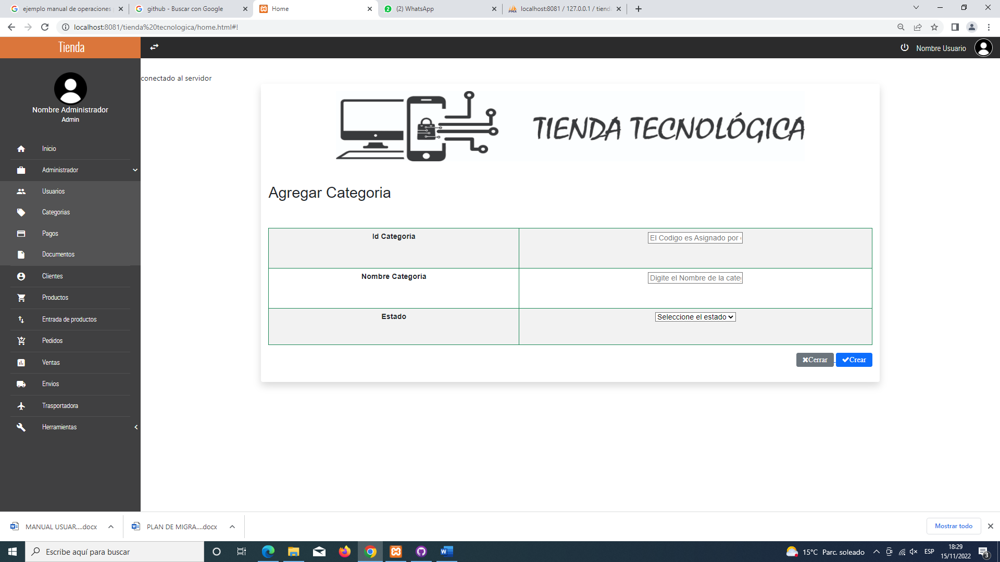 ejemplo manual de operaciones
github - Buscar con Google
Home
(2) WhatsApp
localhost:8081 / 127.0.0.1 / tiend
localhost:8081/tienda%20tecnologica/home.html#!
Tienda
Nombre Usuario
conectado al servidor
Nombre Administrador
Admin
TIENDA TECNOLÓGICA
Inicio
Administrador
Usuarios
Categorias
Pagos
Documentos
Clientes
Productos
Entrada de productos
Pedidos
Ventas
Envios
Trasportadora
Herramientas
Agregar Categoria
Id Categoria
El Codigo es Asignado por
Nombre Categoria
Digite el Nombre de la cate
Estado
Seleccione el estado
Cerrar
Crear
MANUAL USUAR....docx
PLAN DE MIGRA....docx
Mostrar todo
Escribe aquí para buscar
15°C Parc. soleado
ESP
18:29
15/11/2022
3